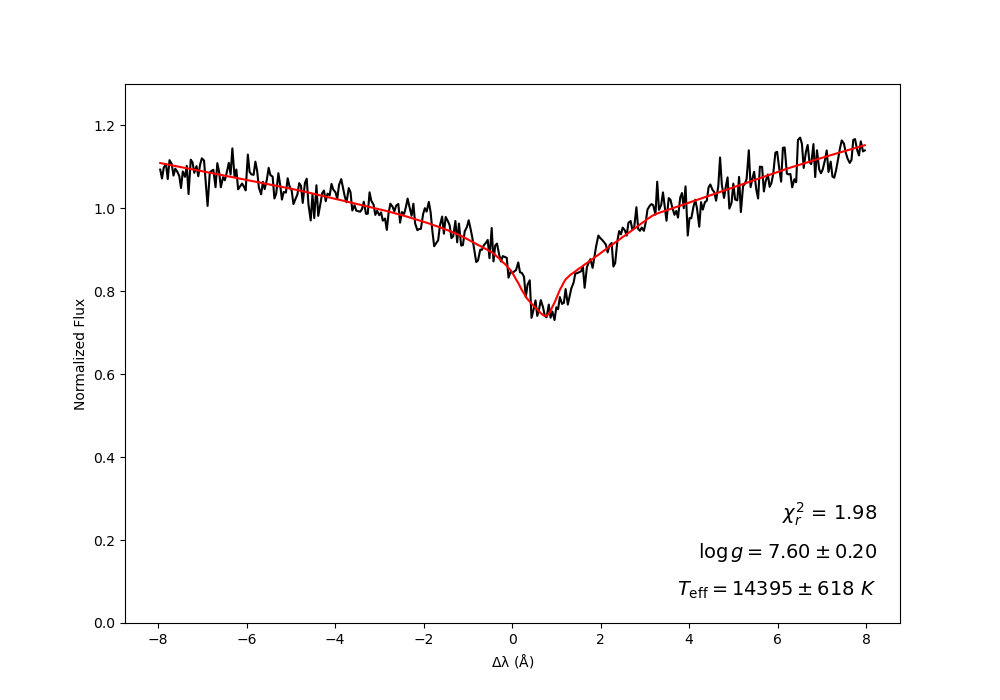 1.2
1.0
0.8
0.6
0.4
0.2
0.0
Normalized Flux
χ²ᵣ = 1.98
log g = 7.60 ± 0.20
T_eff = 14395 ± 618 K
−8 −6 −4 −2 0 2 4 6 8
Δλ (Å)